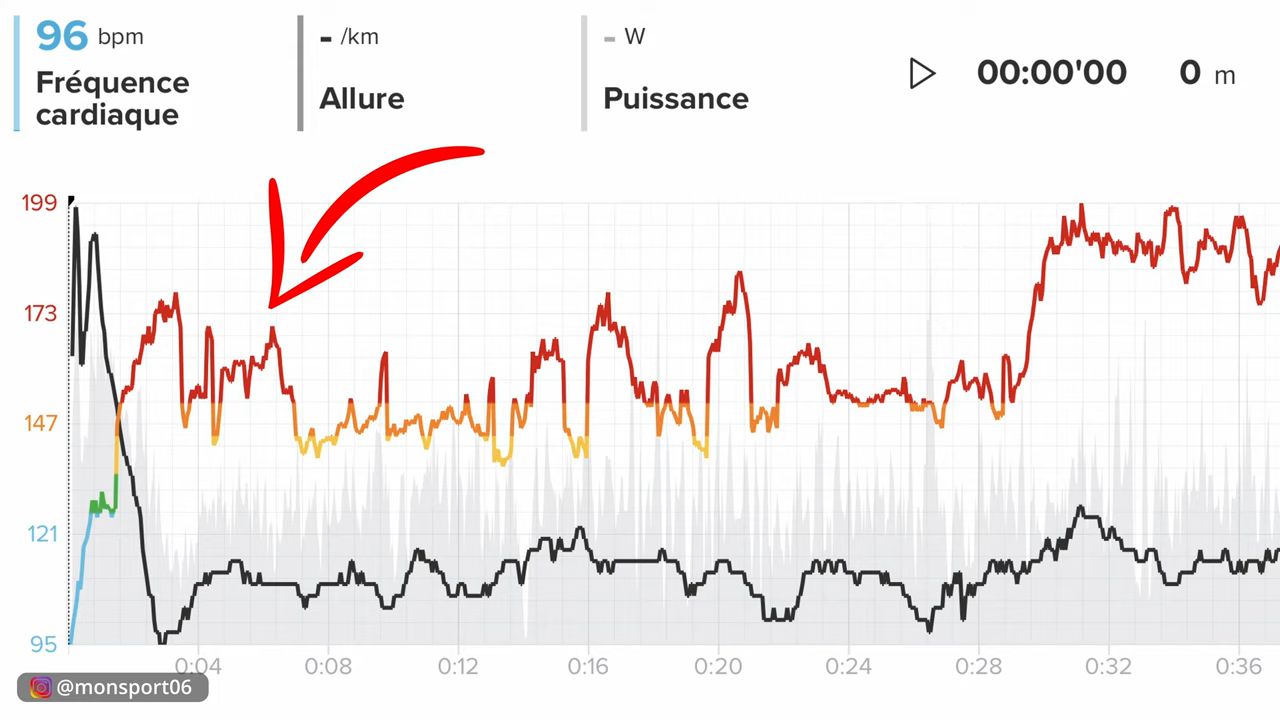 96 bpm
Fréquence
cardiaque
- /km
Allure
- W
Puissance
00:00'00
0 m
199
173
147
121
95
0:04 0:08 0:12 0:16 0:20 0:24 0:28 0:32 0:36
@monsport06